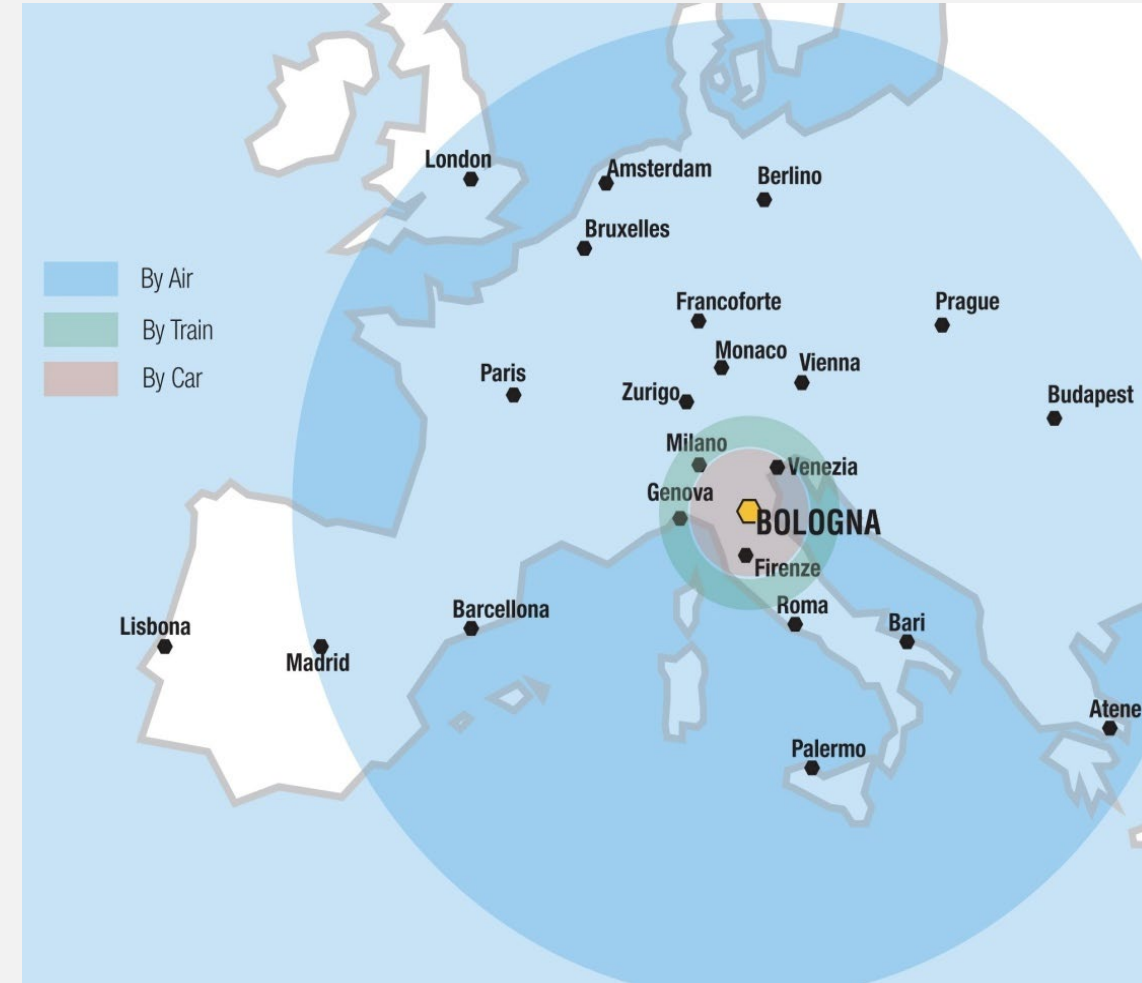 London
Amsterdam
Berlino
Bruxelles
By Air
Francoforte
Prague
By Train
Monaco
Vienna
By Car
Paris
Zurigo
Budapest
Milano
Venezia
Genova
BOLOGNA
Firenze
Roma
Barcellona
Bari
Lisbona
Madrid
Atene
Palermo